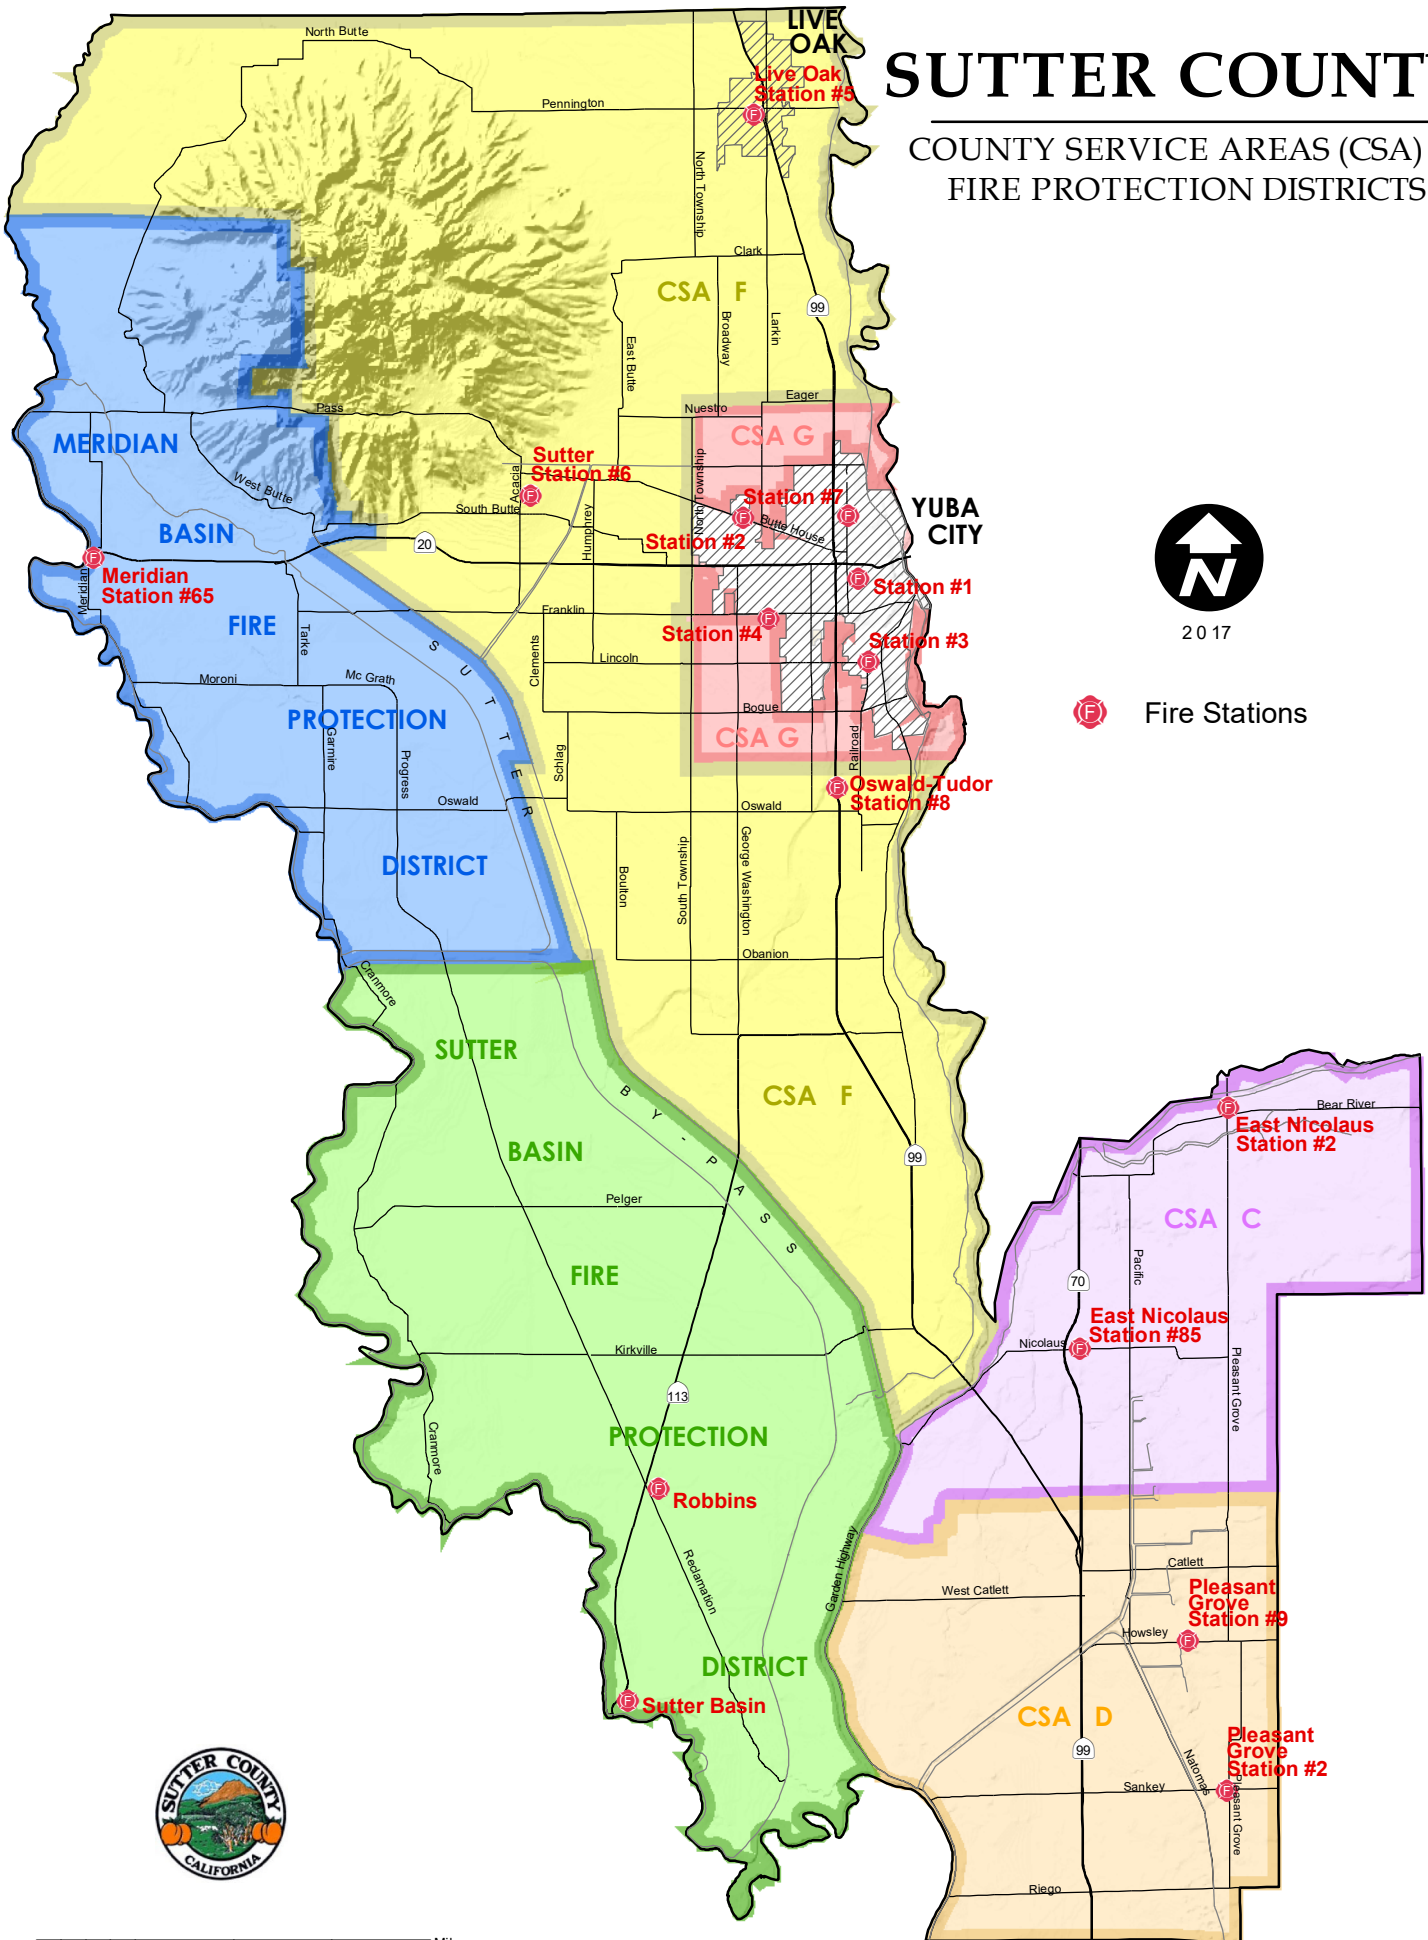 SUTTER COUNT
COUNTY SERVICE AREAS (CSA)
FIRE PROTECTION DISTRICTS
LIVE
OAK
Live Oak
Station #5
North Butte
Pennington
North Township
Clark
CSA F
99
Broadway
Larkin
East Butte
Eager
Nuestro
Pass
CSA G
MERIDIAN
BASIN
FIRE
PROTECTION
DISTRICT
West Butte
Sutter
Station #6
Acacia
South Butte
Humphrey
North Township
Station #7
Butte House
Station #2
YUBA
CITY
20
Meridian
Station #65
Meridian
Station #1
Franklin
Station #4
Station #3
Tarke
Clements
Lincoln
Moroni
Mc Grath
Bogue
CSA G
Garmire
Progress
Schlag
Railroad
Oswald
Oswald-Tudor
Station #8
Oswald
SUTTER
Boulton
South Township
George Washington
Obanion
Cranmore
2017
Fire Stations
SUTTER
BASIN
FIRE
PROTECTION
DISTRICT
BY-PASS
CSA F
99
Pelger
Kirkville
113
Cranmore
Robbins
Reclamation
Garden Highway
Sutter Basin
Bear River
East Nicolaus
Station #2
CSA C
Pacific
70
East Nicolaus
Station #85
Nicolaus
Pleasant Grove
Catlett
West Catlett
Pleasant
Grove
Station #9
Howsley
CSA D
99
Natomas
Pleasant
Grove
Station #2
Sankey
Pleasant Grove
Riego
SUTTER COUNTY
CALIFORNIA